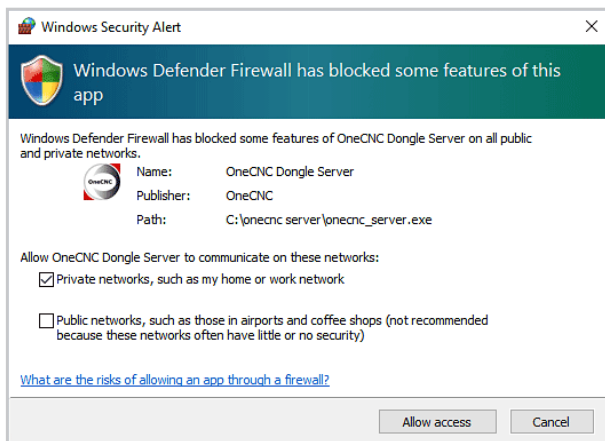 Windows Security Alert
Windows Defender Firewall has blocked some features of this
app
Windows Defender Firewall has blocked some features of OneCNC Dongle Server on all public
and private networks.
OneCNC
Name: OneCNC Dongle Server
Publisher: OneCNC
Path: C:\onecnc server\onecnc_server.exe
Allow OneCNC Dongle Server to communicate on these networks:
Private networks, such as my home or work network
Public networks, such as those in airports and coffee shops (not recommended
because these networks often have little or no security)
What are the risks of allowing an app through a firewall?
Allow access Cancel